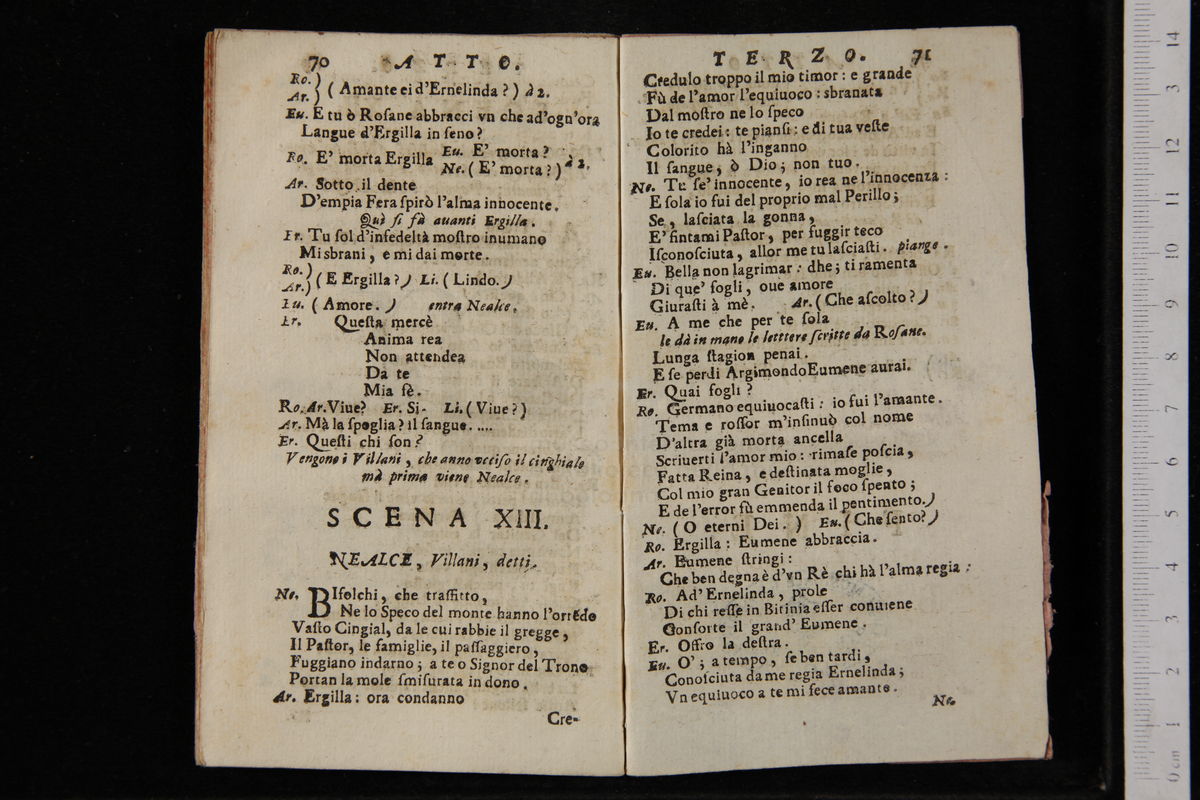 70 ATTO.
Ro.
Ar. } ( Amante ei d'Ernelinda ? ) à 2.
Eu. E tu ò Roſane abbracci vn che ad'ogn'ora
Langue d'Ergilla in ſeno ?
Ro. E' morta Ergilla Eu. E' morta ?
Ne. ( E' morta ? ) à 2.
Ar. Sotto il dente
D'empia Fera ſpirò l'alma innocente.
Quì ſi fà auanti Ergilla.
Er. Tu ſol d'infedeltà moſtro inumano
Mi sbrani, e mi dai morte.
Ro.
Ar. } ( E Ergilla ? ) Li. ( Lindo. )
Eu. ( Amore. ) entra Nealce.
Er. Queſta mercè
Anima rea
Non attendea
Da te
Mia fè.
Ro. Ar. Viue? Er. Si. Li. ( Viue ? )
Ar. Mà la ſpoglia ? il ſangue. ....
Er. Queſti chi ſon ?
Vengono i Villani, che anno vcciſo il cinghiale
mà prima viene Nealce.
SCENA XIII.
NEALCE, Villani, detti.
Ne. BIfolchi, che traffitto,
Ne lo Speco del monte hanno l'orrēdo
Vaſto Cingial, da le cui rabbie il gregge,
Il Paſtor, le famiglie, il paſſaggiero,
Fuggiano indarno ; a te o Signor del Trono
Portan la mole ſmiſurata in dono.
Ar. Ergilla : ora condanno
Cre-
TERZO. 71
Credulo troppo il mio timor : e grande
Fù de l'amor l'equiuoco : sbranata
Dal moſtro ne lo ſpeco
Io te credei : te pianſi : e di tua veſte
Colorito hà l'inganno
Il ſangue, ò Dio ; non tuo.
Ne. Tu ſe' innocente, io rea ne l'innocenza :
E ſola io fui del proprio mal Perillo ;
Se, laſciata la gonna,
E' fintami Paſtor, per fuggir teco
Iſconoſciuta, allor me tu laſciaſti. piange.
Eu. Bella non lagrimar : dhe ; ti ramenta
Di que' fogli, oue amore
Giuraſti à mè. Ar. ( Che aſcolto ? )
Eu. A me che per te ſola
le dà in mano le letttere ſcritte da Roſane.
Lunga ſtagion penai.
E ſe perdi Argimondo Eumene aurai.
Er. Quai fogli ?
Ro. Germano equiuocaſti : io fui l'amante.
Tema e roſſor m'inſinuò col nome
D'altra già morta ancella
Scriuerti l'amor mio : rimaſe poſcia,
Fatta Reina, e deſtinata moglie,
Col mio gran Genitor il foco ſpento ;
E de l'error fù emmenda il pentimento. )
Ne. ( O eterni Dei. ) Eu. ( Che ſento? )
Ro. Ergilla : Eumene abbraccia.
Ar. Eumene ſtringi :
Che ben degna è d'vn Rè chi hà l'alma regia :
Ro. Ad' Ernelinda, prole
Di chi reſſe in Bitinia eſſer conuiene
Conſorte il grand' Eumene.
Er. Offro la deſtra.
Eu. O' ; a tempo, ſe ben tardi,
Conoſciuta da me regia Ernelinda ;
Vn equiuoco a te mi fece amante.
Ne.